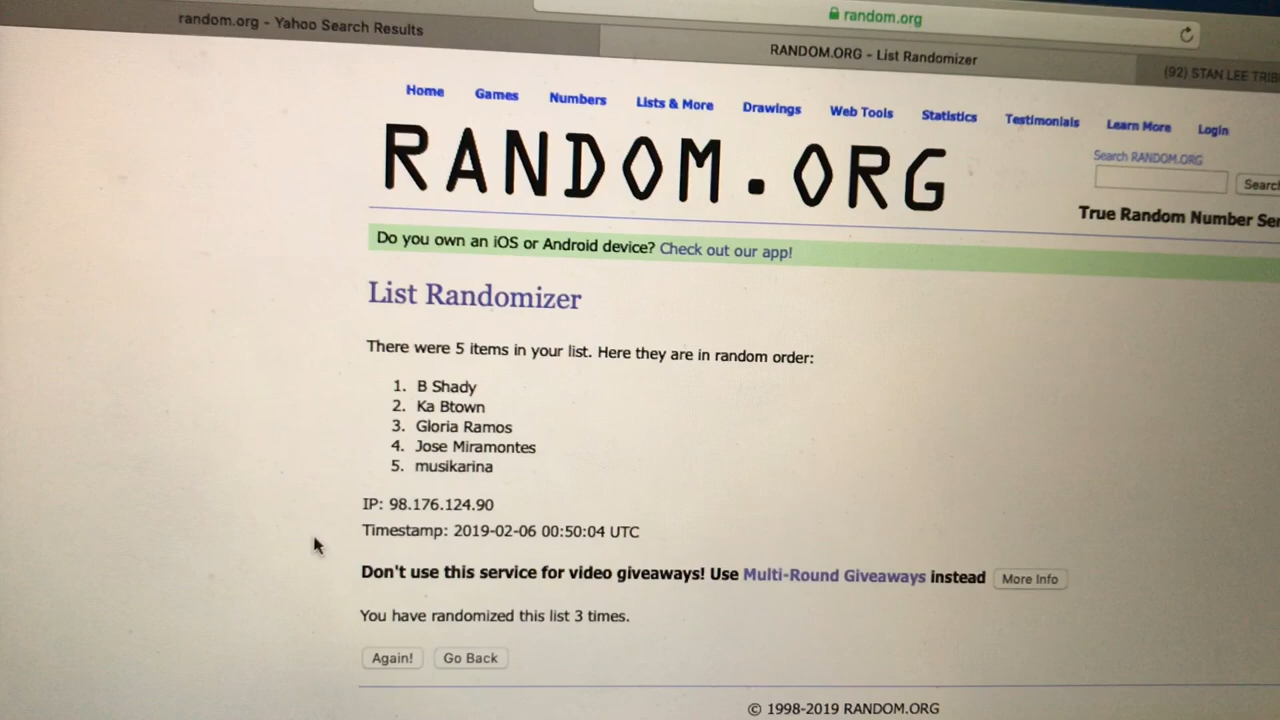 random.org
random.org - Yahoo Search Results
RANDOM.ORG - List Randomizer
(92) STAN LEE
Home Games Numbers Lists & More Drawings Web Tools Statistics Testimonials Learn More Login
RANDOM.ORG
Search RANDOM.ORG
True Random Number
Do you own an iOS or Android device? Check out our app!
List Randomizer
There were 5 items in your list. Here they are in random order:
1. B Shady
2. Ka Btown
3. Gloria Ramos
4. Jose Miramontes
5. musikarina
IP: 98.176.124.90
Timestamp: 2019-02-06 00:50:04 UTC
Don't use this service for video giveaways! Use Multi-Round Giveaways instead More Info
You have randomized this list 3 times.
Again! Go Back
© 1998-2019 RANDOM.ORG